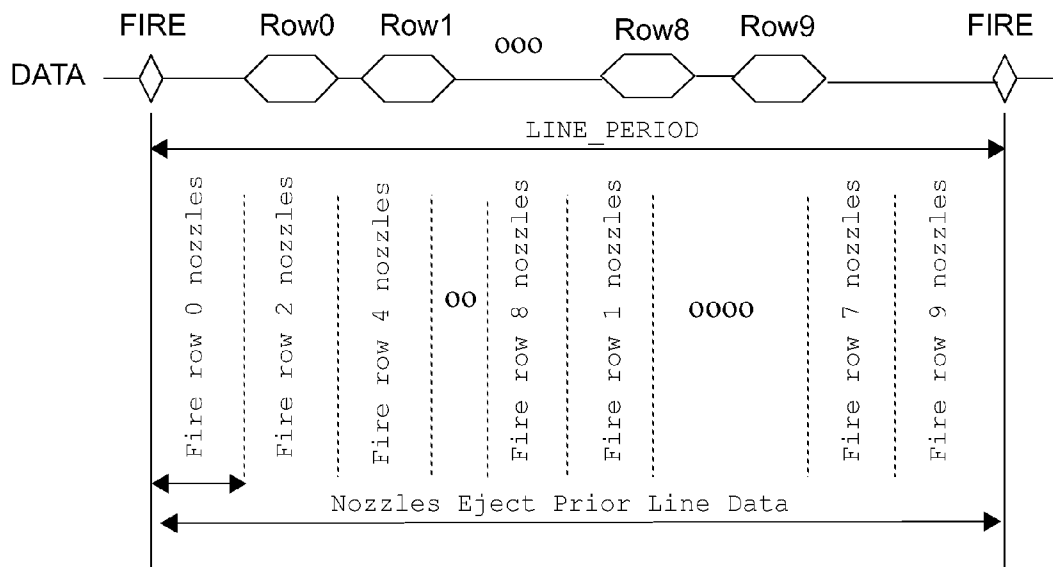 FIRE Row0 Row1 ooo Row8 Row9 FIRE
DATA
LINE_PERIOD
Fire row 0 nozzles
Fire row 2 nozzles
Fire row 4 nozzles
oo
Fire row 8 nozzles
Fire row 1 nozzles
oooo
Fire row 7 nozzles
Fire row 9 nozzles
Nozzles Eject Prior Line Data